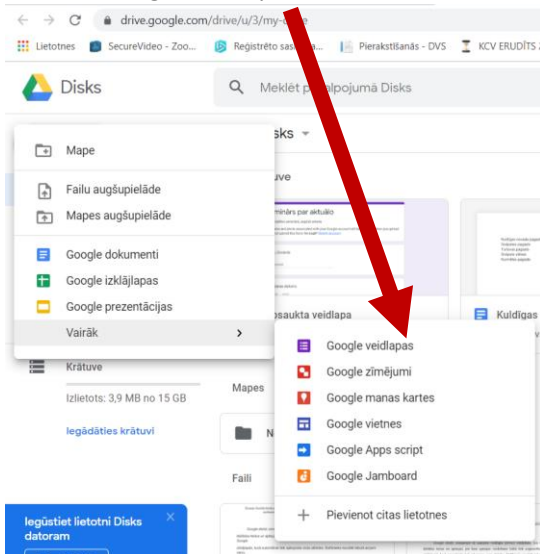 drive.google.com/drive/u/3/my-
Lietotnes SecureVideo - Zoo... Reģistrēto Pierakstīšanās - DVS KCV ERUDĪTS
Disks
Meklēt Disks
Mape
Failu augšupielāde
Mapes augšupielāde
Google dokumenti
Google izklājlapas
Google prezentācijas
Vairāk
veidlapa
Kuldīgas
Google veidlapas
Google zīmējumi
Google manas kartes
Google vietnes
Google Apps script
Google Jamboard
Pievienot citas lietotnes
Krātuve
Izlietots: 3,9 MB no 15 GB
Iegādāties krātuvi
Mapes
N
Faili
Iegūstiet lietotni Disks
datoram